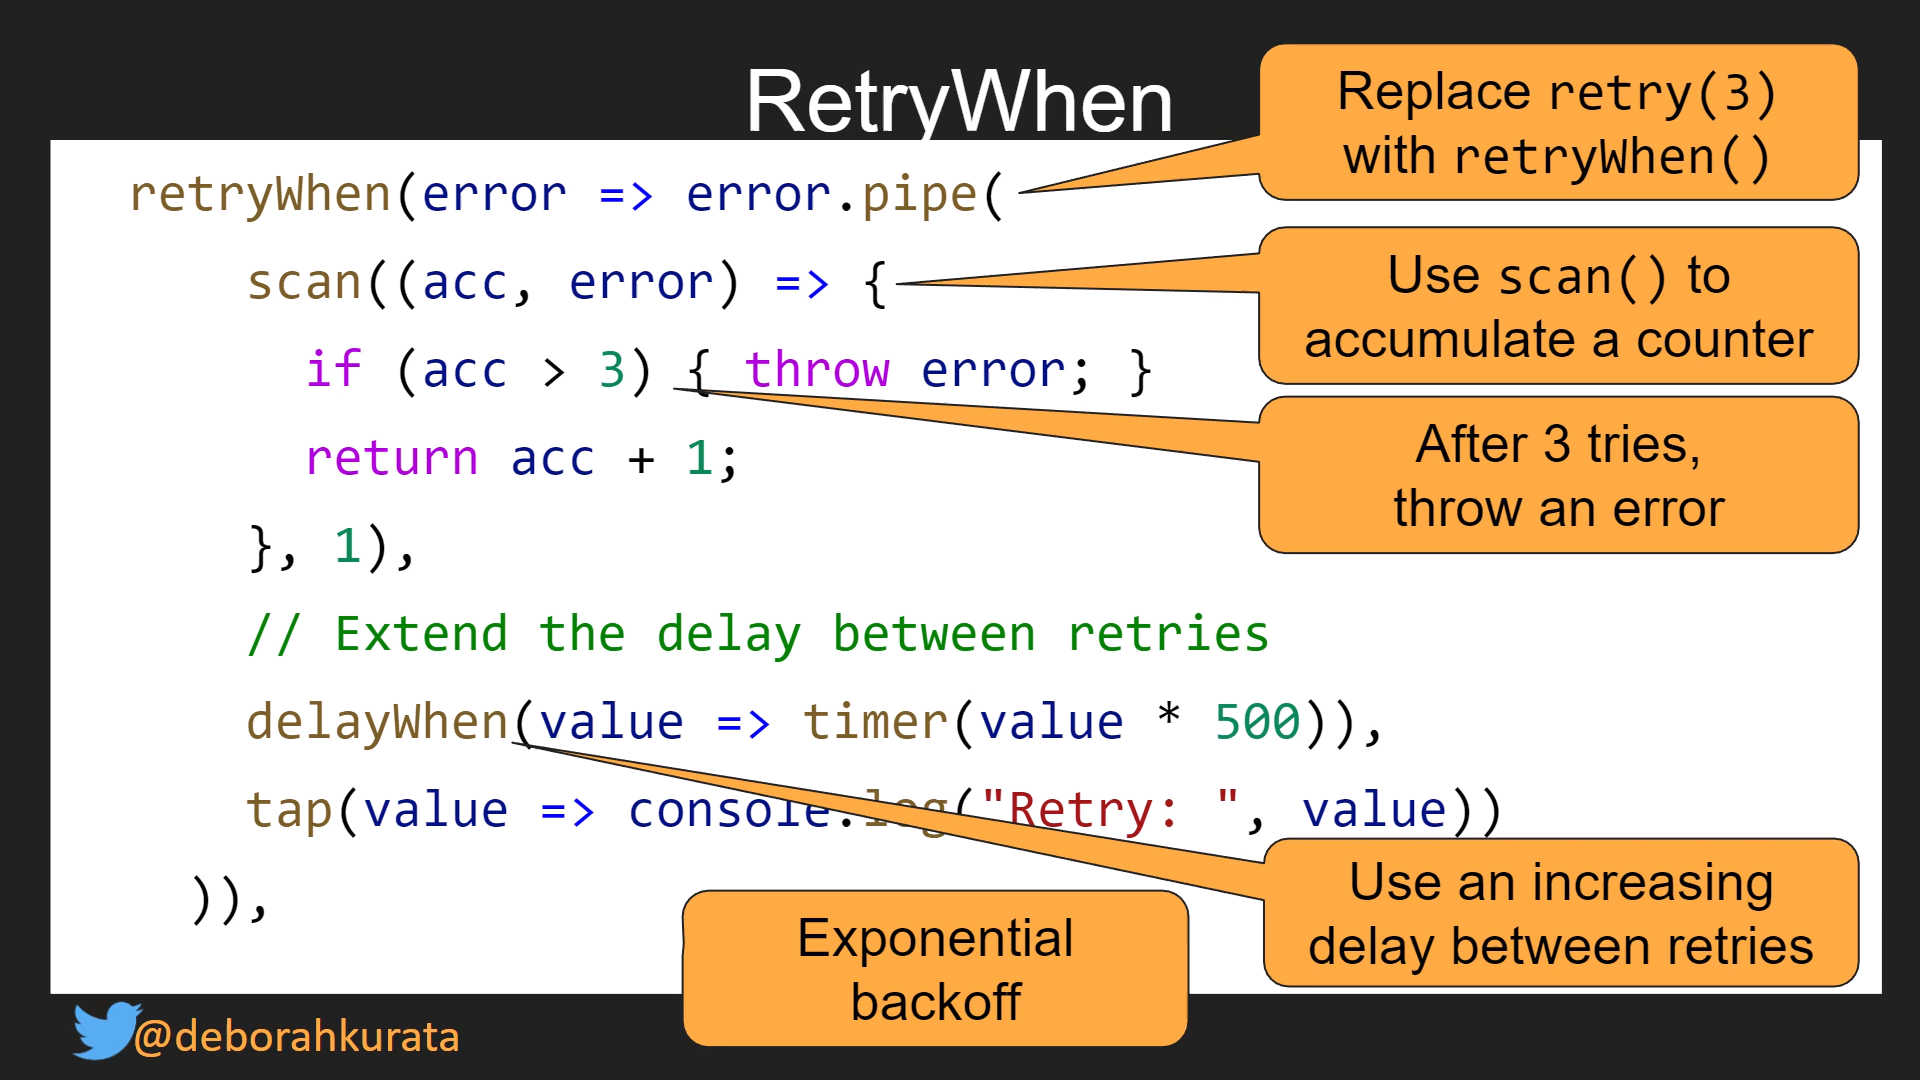 RetryWhen
Replace retry(3)
with retryWhen()
retryWhen(error => error.pipe(
scan((acc, error) => {
Use scan() to
accumulate a counter
if (acc > 3) { throw error; }
After 3 tries,
throw an error
return acc + 1;
}, 1),
// Extend the delay between retries
delayWhen(value => timer(value * 500)),
tap(value => console.log("Retry: ", value))
Use an increasing
delay between retries
)),
Exponential
backoff
@deborahkurata